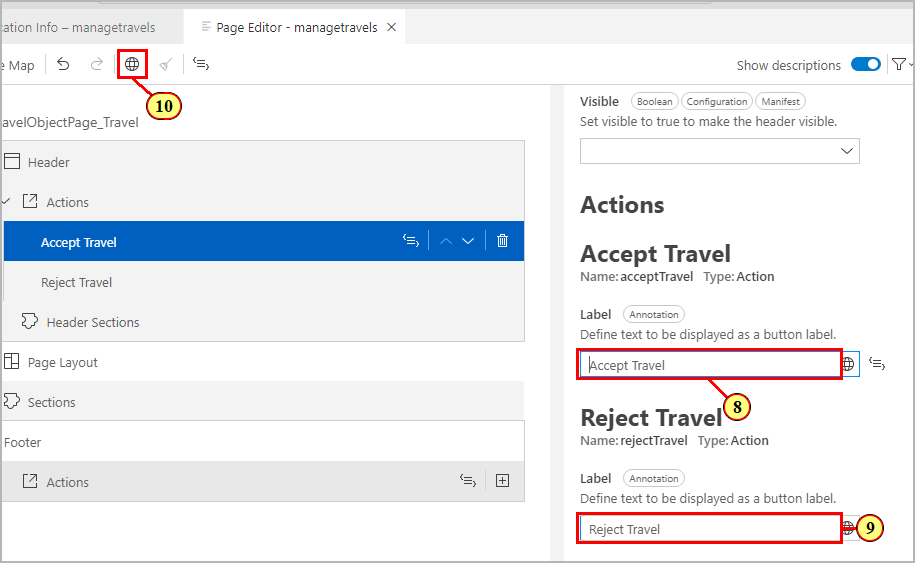 ation Info – managetravels
Page Editor - managetravels
e Map
Show descriptions
10
avelObjectPage_Travel
Header
Actions
Accept Travel
Reject Travel
Header Sections
Page Layout
Sections
Footer
Actions
Visible Boolean Configuration Manifest
Set visible to true to make the header visible.
Actions
Accept Travel
Name: acceptTravel Type: Action
Label Annotation
Define text to be displayed as a button label.
Accept Travel
8
Reject Travel
Name: rejectTravel Type: Action
Label Annotation
Define text to be displayed as a button label.
Reject Travel
9